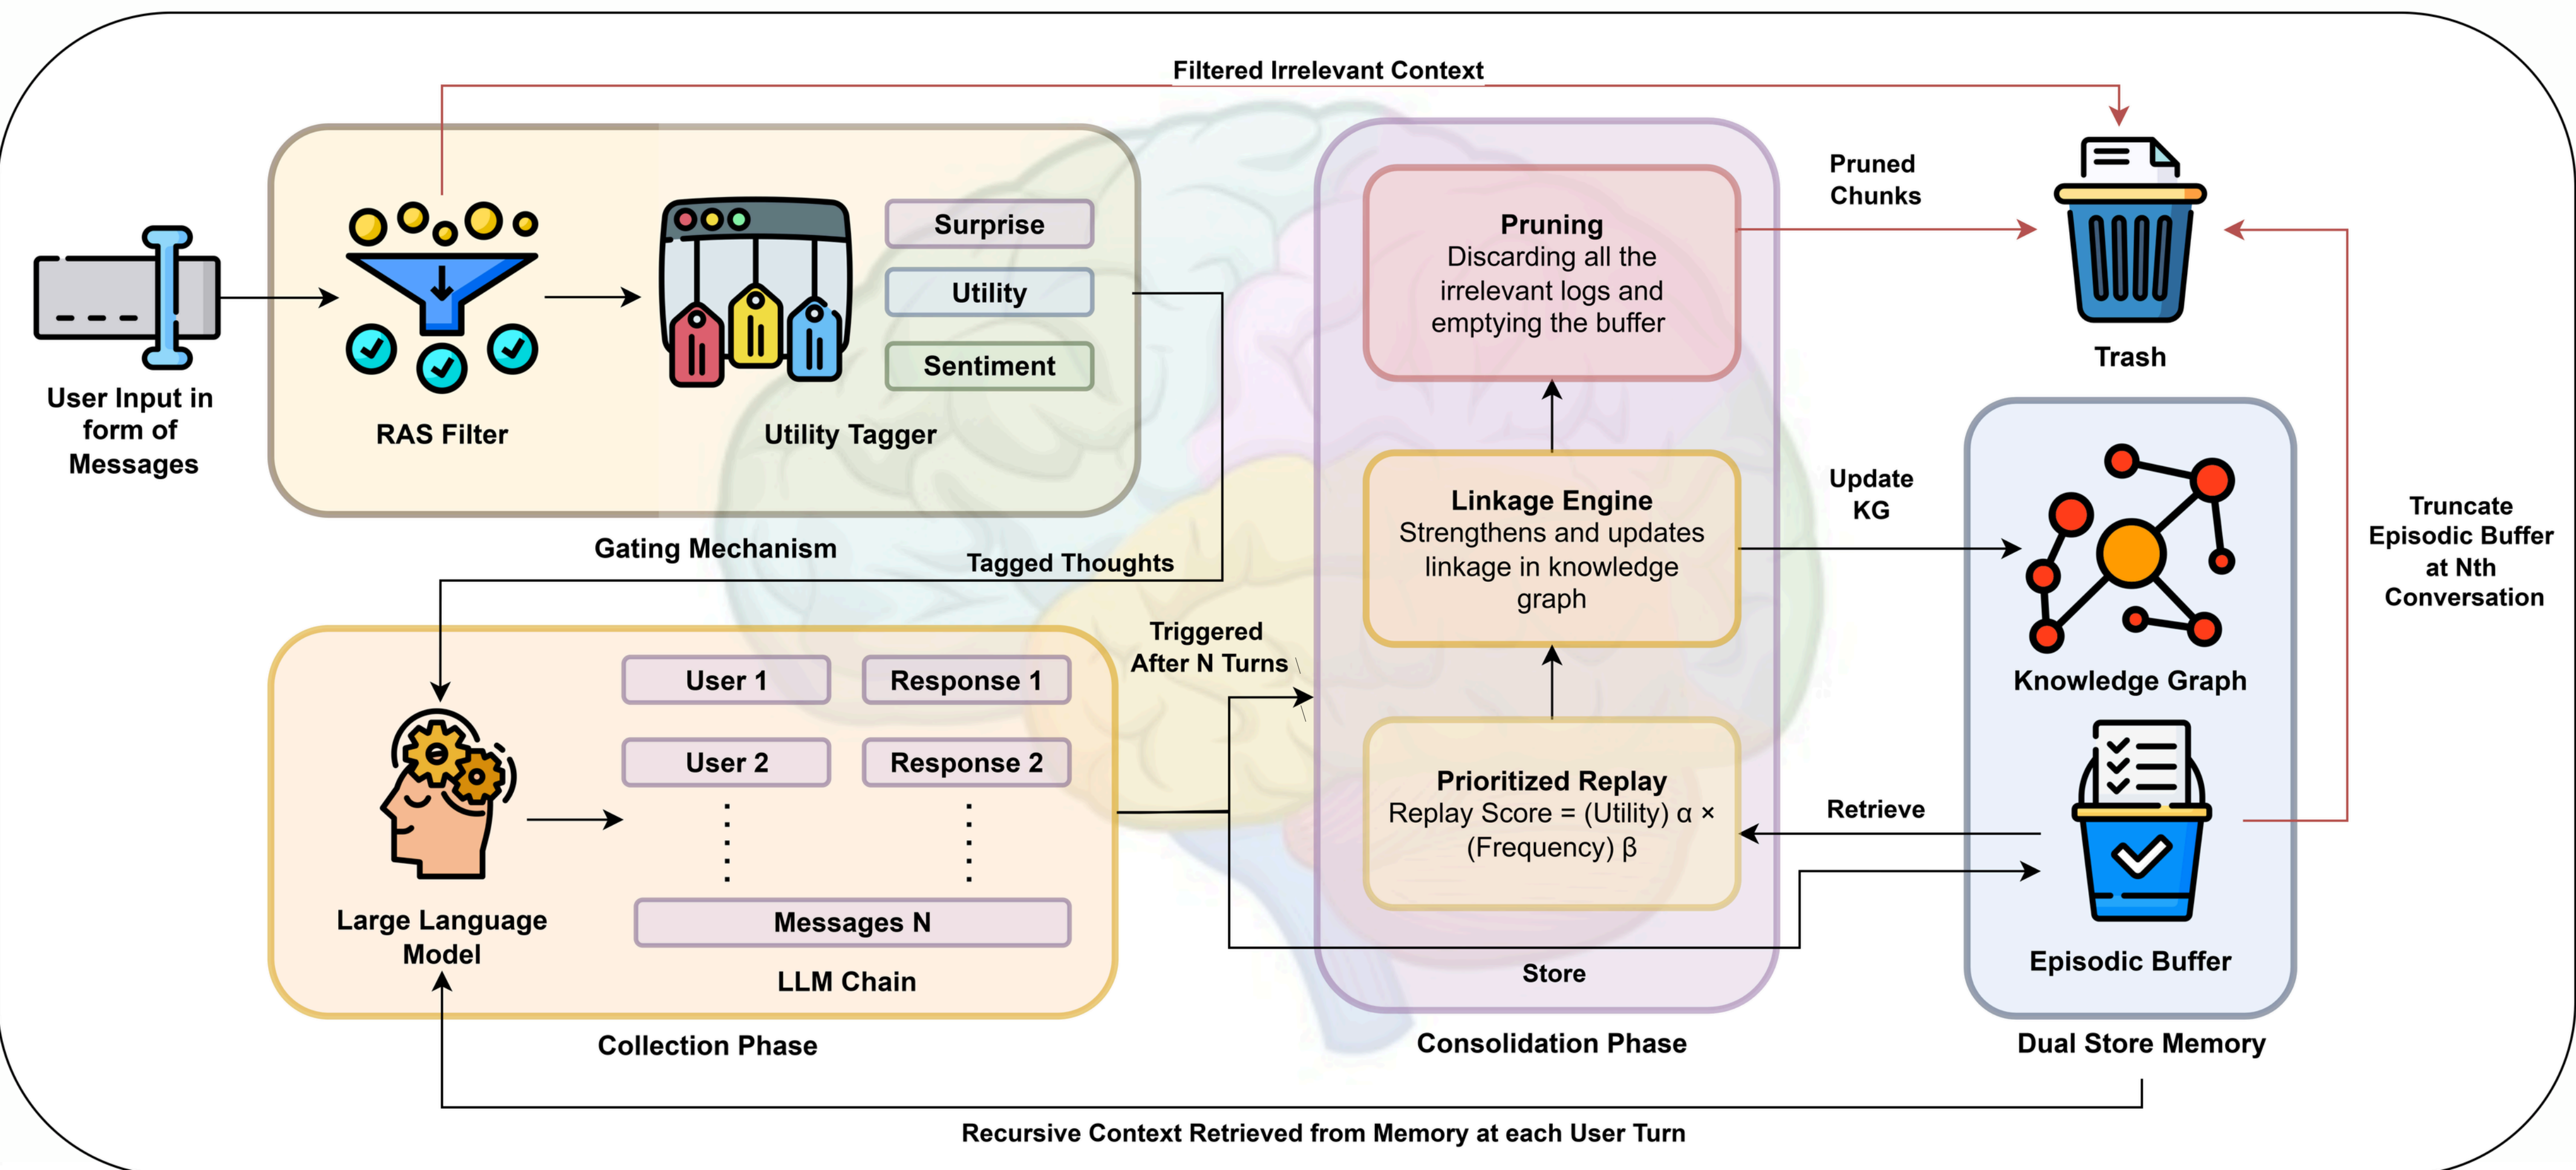 Filtered Irrelevant Context
User Input in
form of
Messages
RAS Filter
Surprise
Utility
Sentiment
Utility Tagger
Gating Mechanism
Tagged Thoughts
Large Language
Model
User 1
Response 1
User 2
Response 2
Messages N
LLM Chain
Collection Phase
Triggered
After N Turns
Pruning
Discarding all the
irrelevant logs and
emptying the buffer
Linkage Engine
Strengthens and updates
linkage in knowledge
graph
Prioritized Replay
Replay Score = (Utility) α ×
(Frequency) β
Store
Consolidation Phase
Pruned
Chunks
Update
KG
Retrieve
Trash
Knowledge Graph
Episodic Buffer
Dual Store Memory
Truncate
Episodic Buffer
at Nth
Conversation
Recursive Context Retrieved from Memory at each User Turn